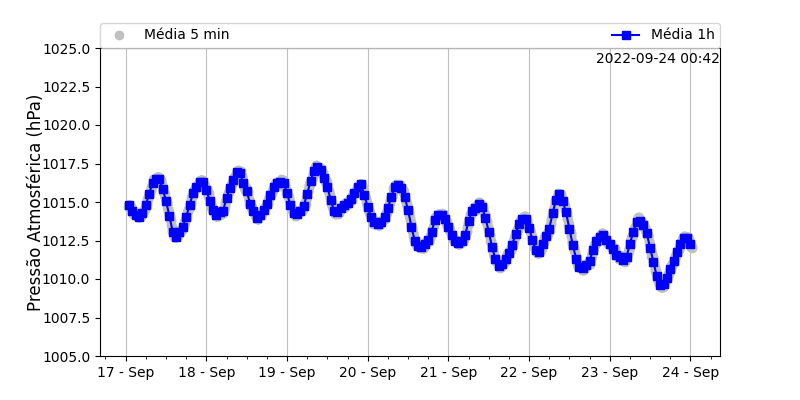 Média 5 min
Média 1h
2022-09-24 00:42
Pressão Atmosférica (hPa)
1025.0
1022.5
1020.0
1017.5
1015.0
1012.5
1010.0
1007.5
1005.0
17 - Sep
18 - Sep
19 - Sep
20 - Sep
21 - Sep
22 - Sep
23 - Sep
24 - Sep